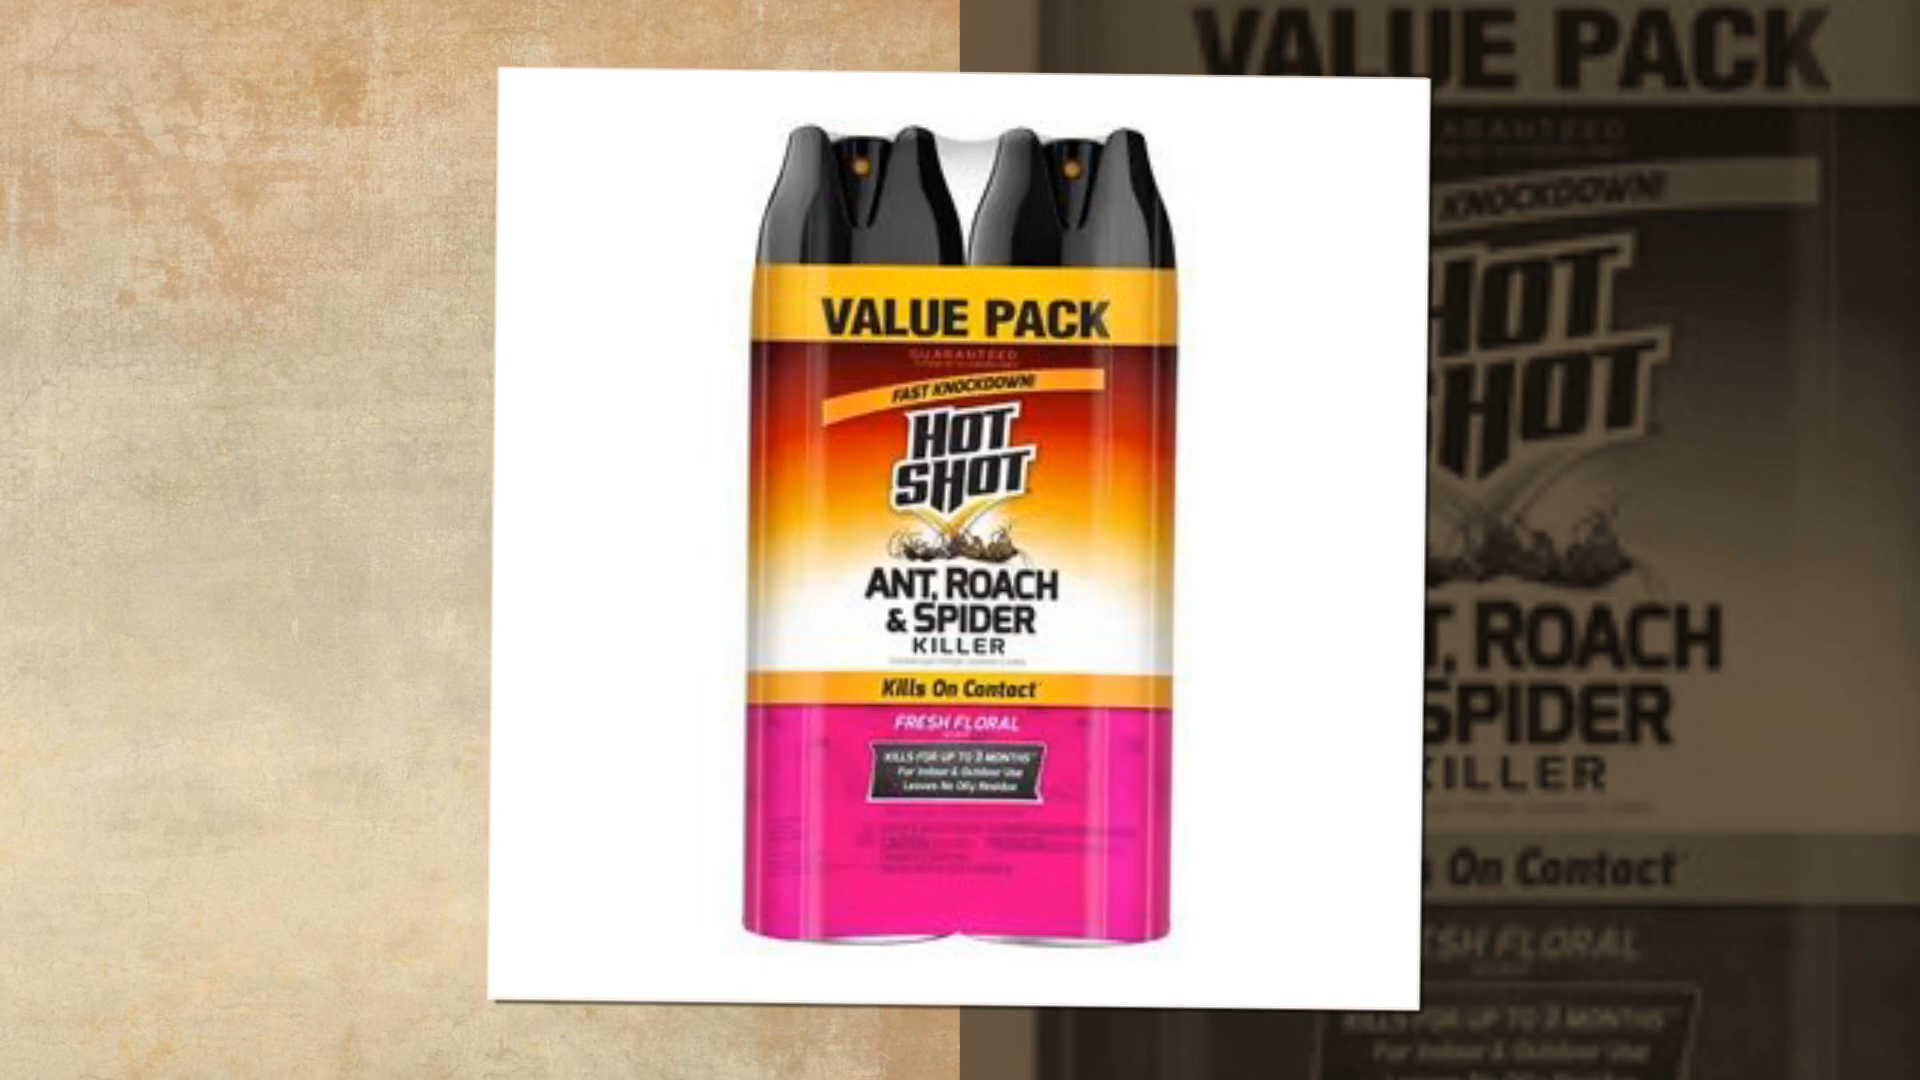 VALUE PACK
GUARANTEED
FAST KNOCKDOWN!
HOT
SHOT
ANT, ROACH
& SPIDER
KILLER
Kills On Contact*
FRESH FLORAL
KILLS FOR UP TO 3 MONTHS
For Indoor & Outdoor Use
Leaves No Oily Residue
VALUE PACK
ARANTEED
KNOCKDOWN!
HOT
SHOT
T, ROACH
SPIDER
KILLER
s On Contact*
SH FLORAL
KILLS FOR UP TO 3 MONTHS
For Indoor & Outdoor Use